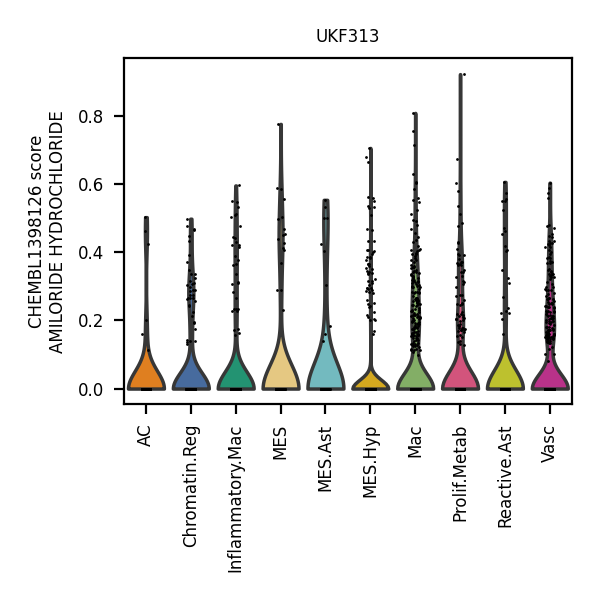 UKF313
CHEMBL1398126 score
AMILORIDE HYDROCHLORIDE
0.8
0.6
0.4
0.2
0.0
AC
Chromatin.Reg
Inflammatory.Mac
MES
MES.Ast
MES.Hyp
Mac
Prolif.Metab
Reactive.Ast
Vasc